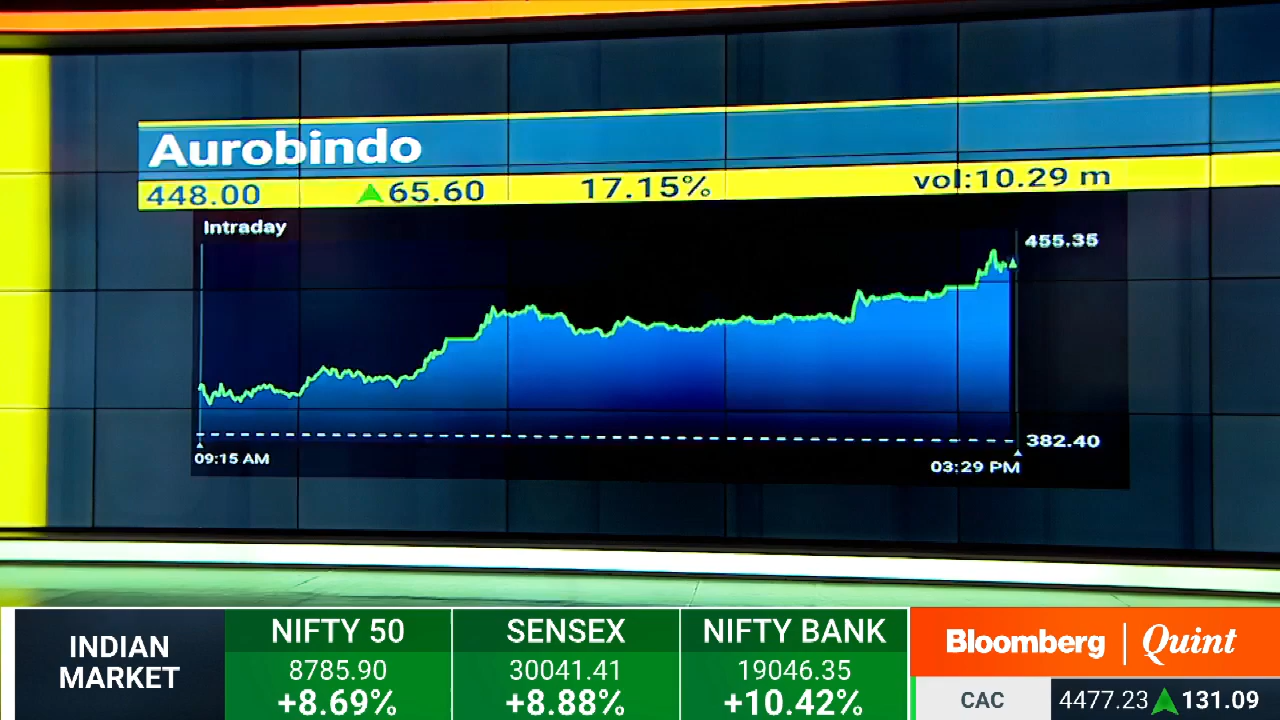 Aurobindo
448.00 ▲65.60 17.15% vol:10.29 m
Intraday
455.35
382.40
09:15 AM
03:29 PM
INDIAN
MARKET
NIFTY 50
8785.90
+8.69%
SENSEX
30041.41
+8.88%
NIFTY BANK
19046.35
+10.42%
Bloomberg | Quint
CAC 4477.23 ▲ 131.09